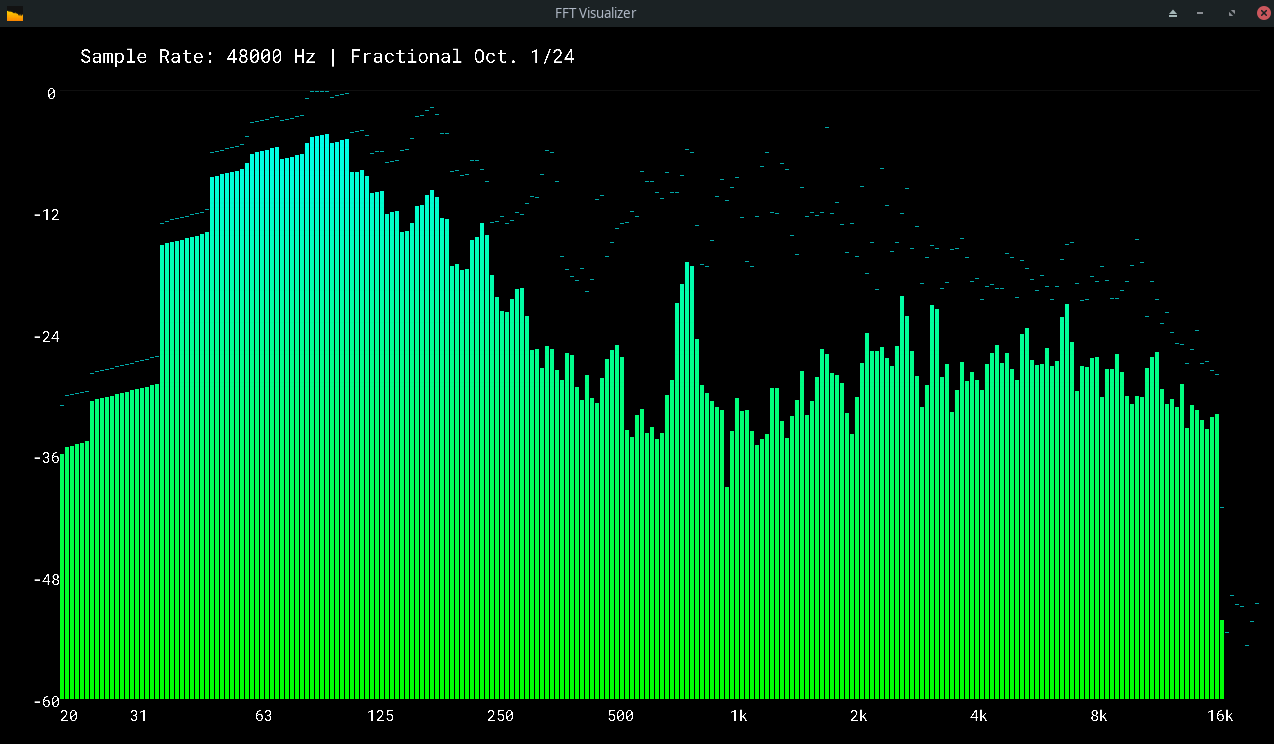 FFT Visualizer
Sample Rate: 48000 Hz | Fractional Oct. 1/24
0
-12
-24
-36
-48
-60
20 31 63 125 250 500 1k 2k 4k 8k 16k